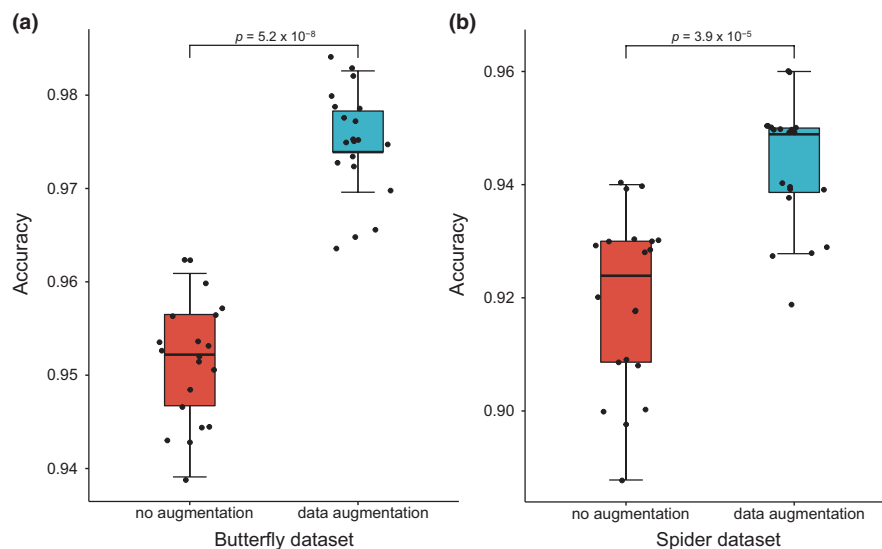 (a)
p = 5.2 x 10⁻⁸
Accuracy
0.98
0.97
0.96
0.95
0.94
no augmentation
data augmentation
Butterfly dataset
(b)
p = 3.9 x 10⁻⁵
Accuracy
0.96
0.94
0.92
0.90
no augmentation
data augmentation
Spider dataset